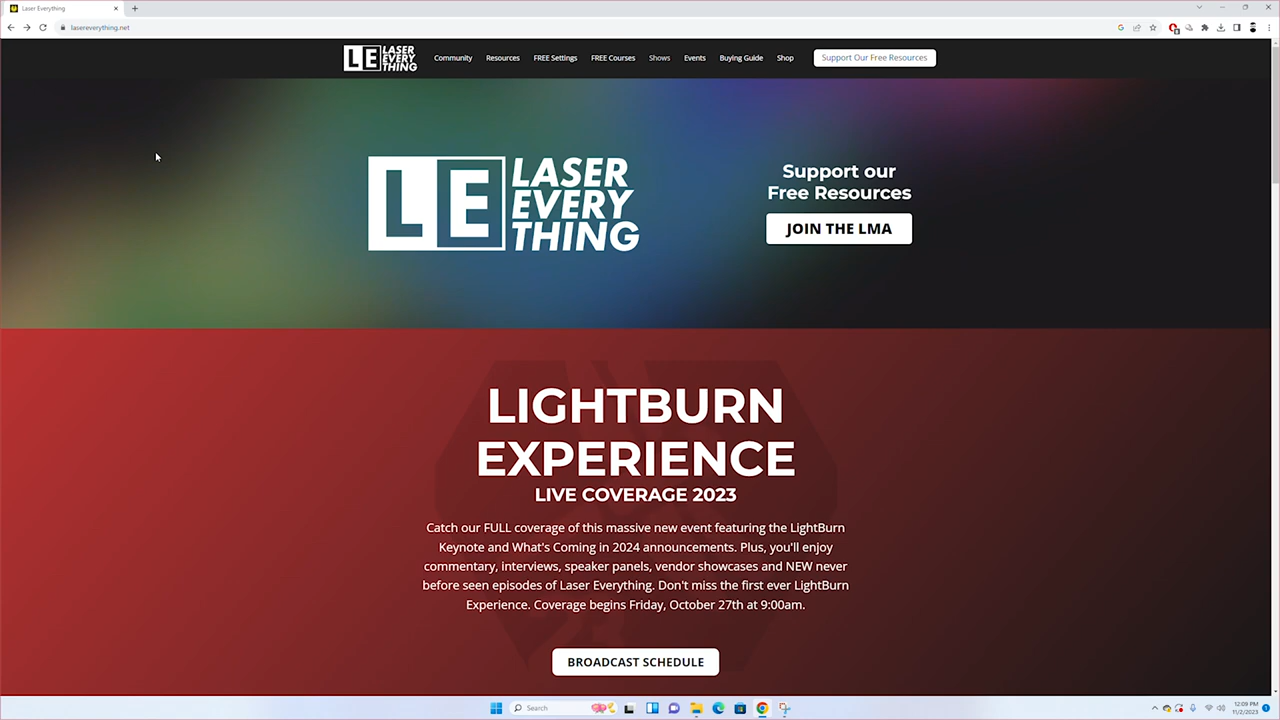 Laser Everything
lasereverything.net
LE LASER EVERY THING
Community Resources FREE Settings FREE Courses Shows Events Buying Guide Shop Support Our Free Resources
LE LASER
EVERY
THING
Support our
Free Resources
JOIN THE LMA
LIGHTBURN
EXPERIENCE
LIVE COVERAGE 2023
Catch our FULL coverage of this massive new event featuring the LightBurn
Keynote and What's Coming in 2024 announcements. Plus, you'll enjoy
commentary, interviews, speaker panels, vendor showcases and NEW never
before seen episodes of Laser Everything. Don't miss the first ever LightBurn
Experience. Coverage begins Friday, October 27th at 9:00am.
BROADCAST SCHEDULE
Search
12:09 PM
11/2/2023